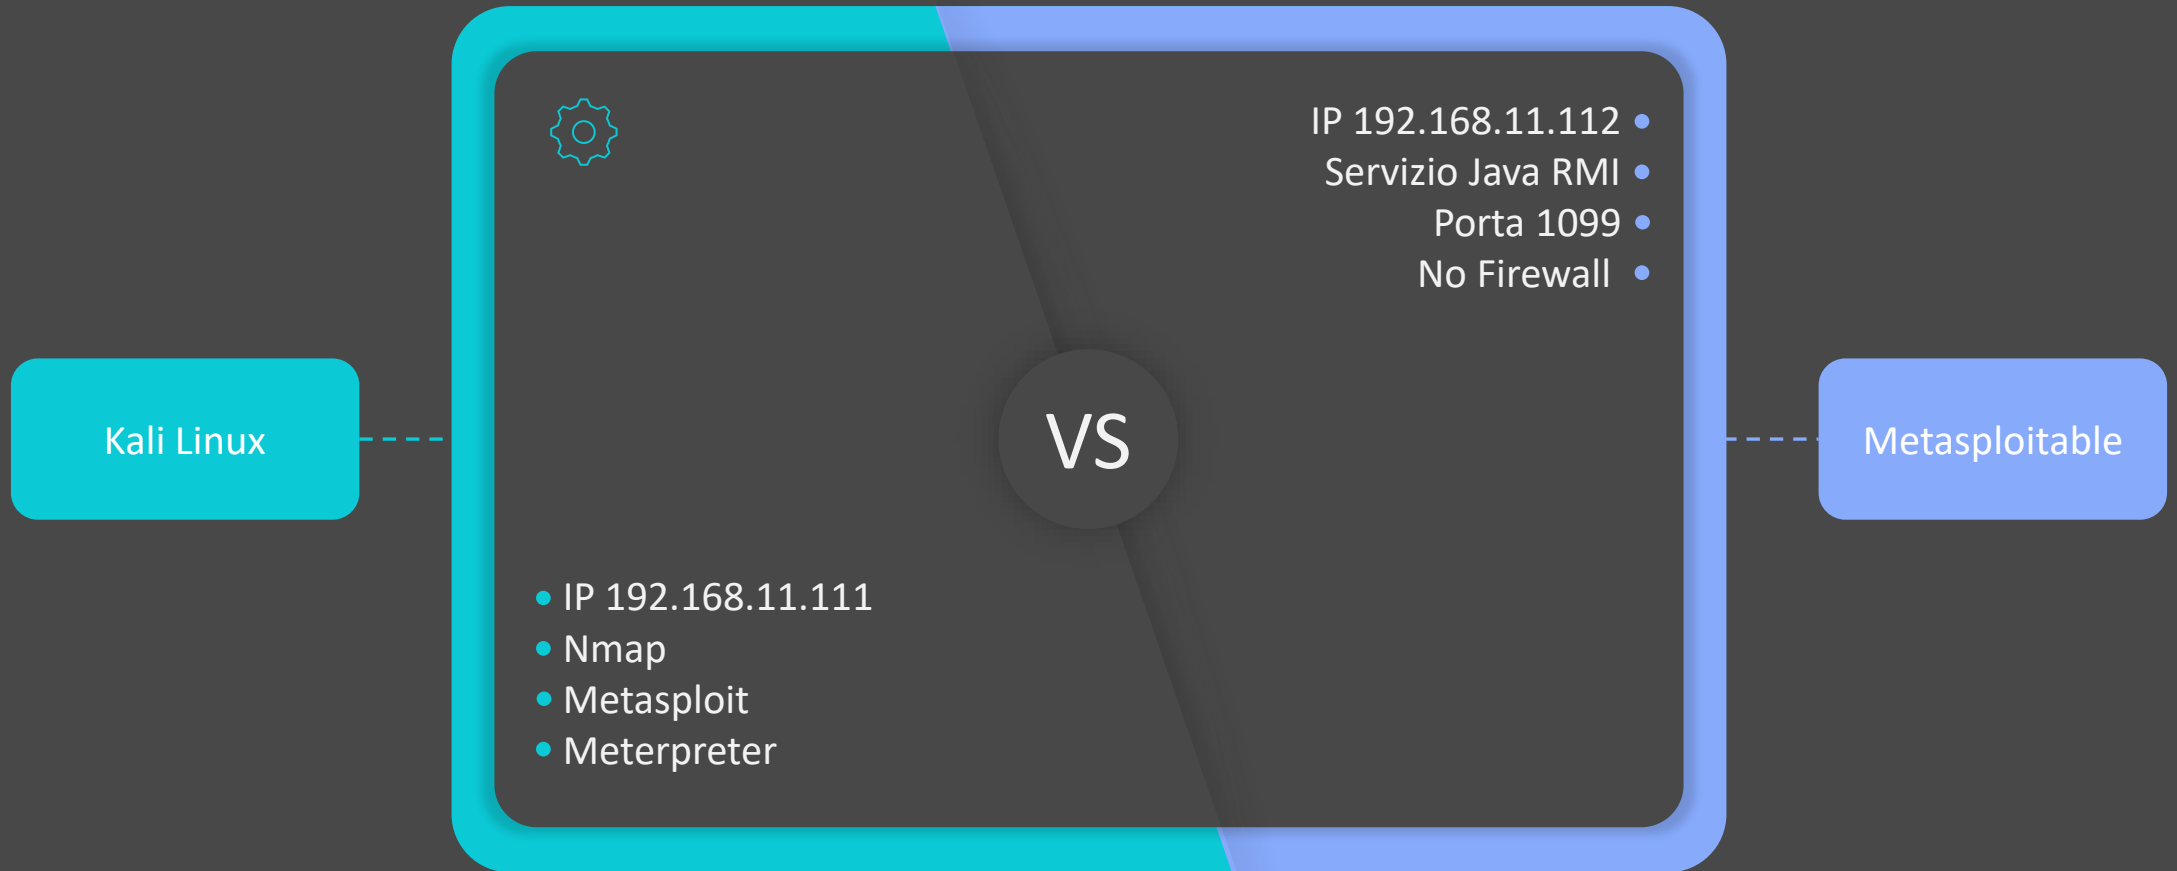 IP 192.168.11.112
Servizio Java RMI
Porta 1099
No Firewall
Kali Linux
VS
Metasploitable
IP 192.168.11.111
Nmap
Metasploit
Meterpreter